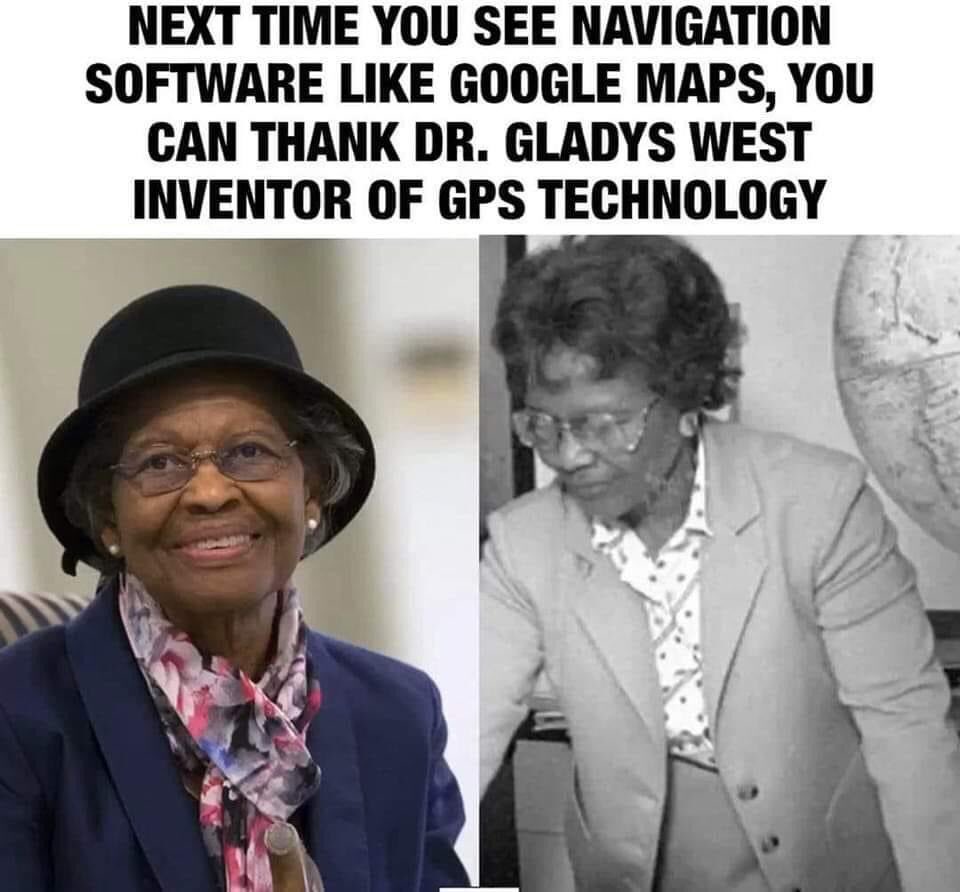 NEXT TIME YOU SEE NAVIGATION
SOFTWARE LIKE GOOGLE MAPS, YOU
CAN THANK DR. GLADYS WEST
INVENTOR OF GPS TECHNOLOGY